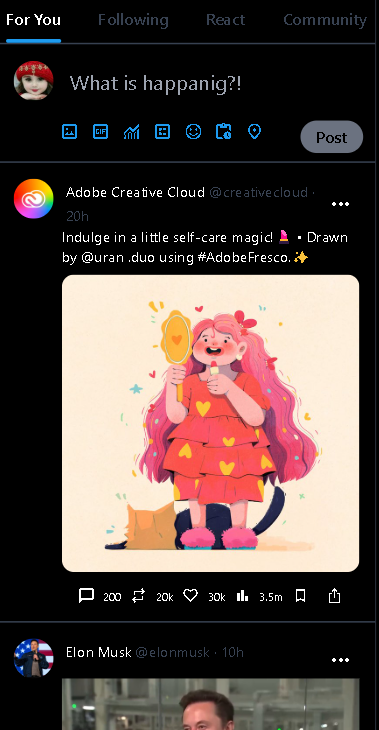 For You Following React Community
What is happanig?!
GIF
Post
Adobe Creative Cloud @creativecloud ·
20h
Indulge in a little self-care magic! 💄 • Drawn
by @uran .duo using #AdobeFresco.✨
200 20k 30k 3.5m
Elon Musk @elonmusk · 10h